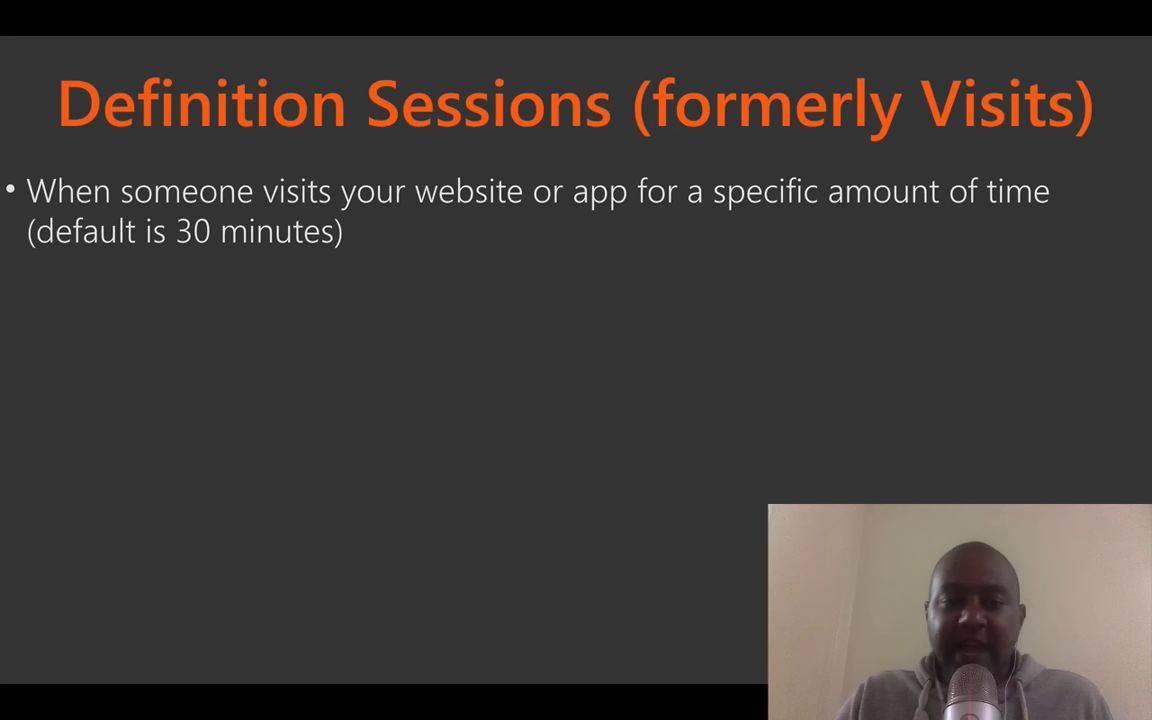 Definition Sessions (formerly Visits)
• When someone visits your website or app for a specific amount of time
(default is 30 minutes)